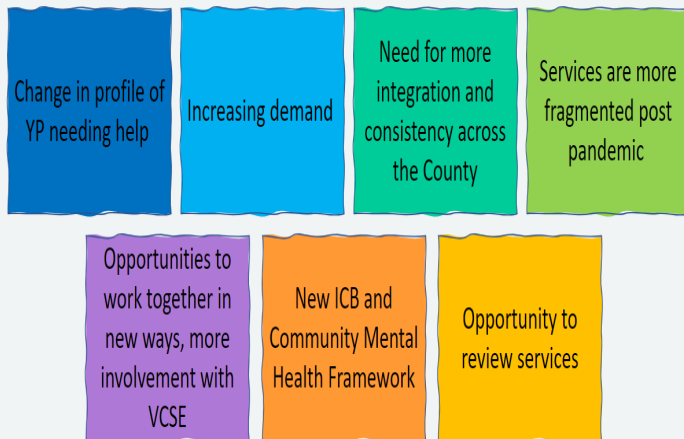 Change in profile of
YP needing help
Increasing demand
Need for more
integration and
consistency across
the County
Services are more
fragmented post
pandemic
Opportunities to
work together in
new ways, more
involvement with
VCSE
New ICB and
Community Mental
Health Framework
Opportunity to
review services